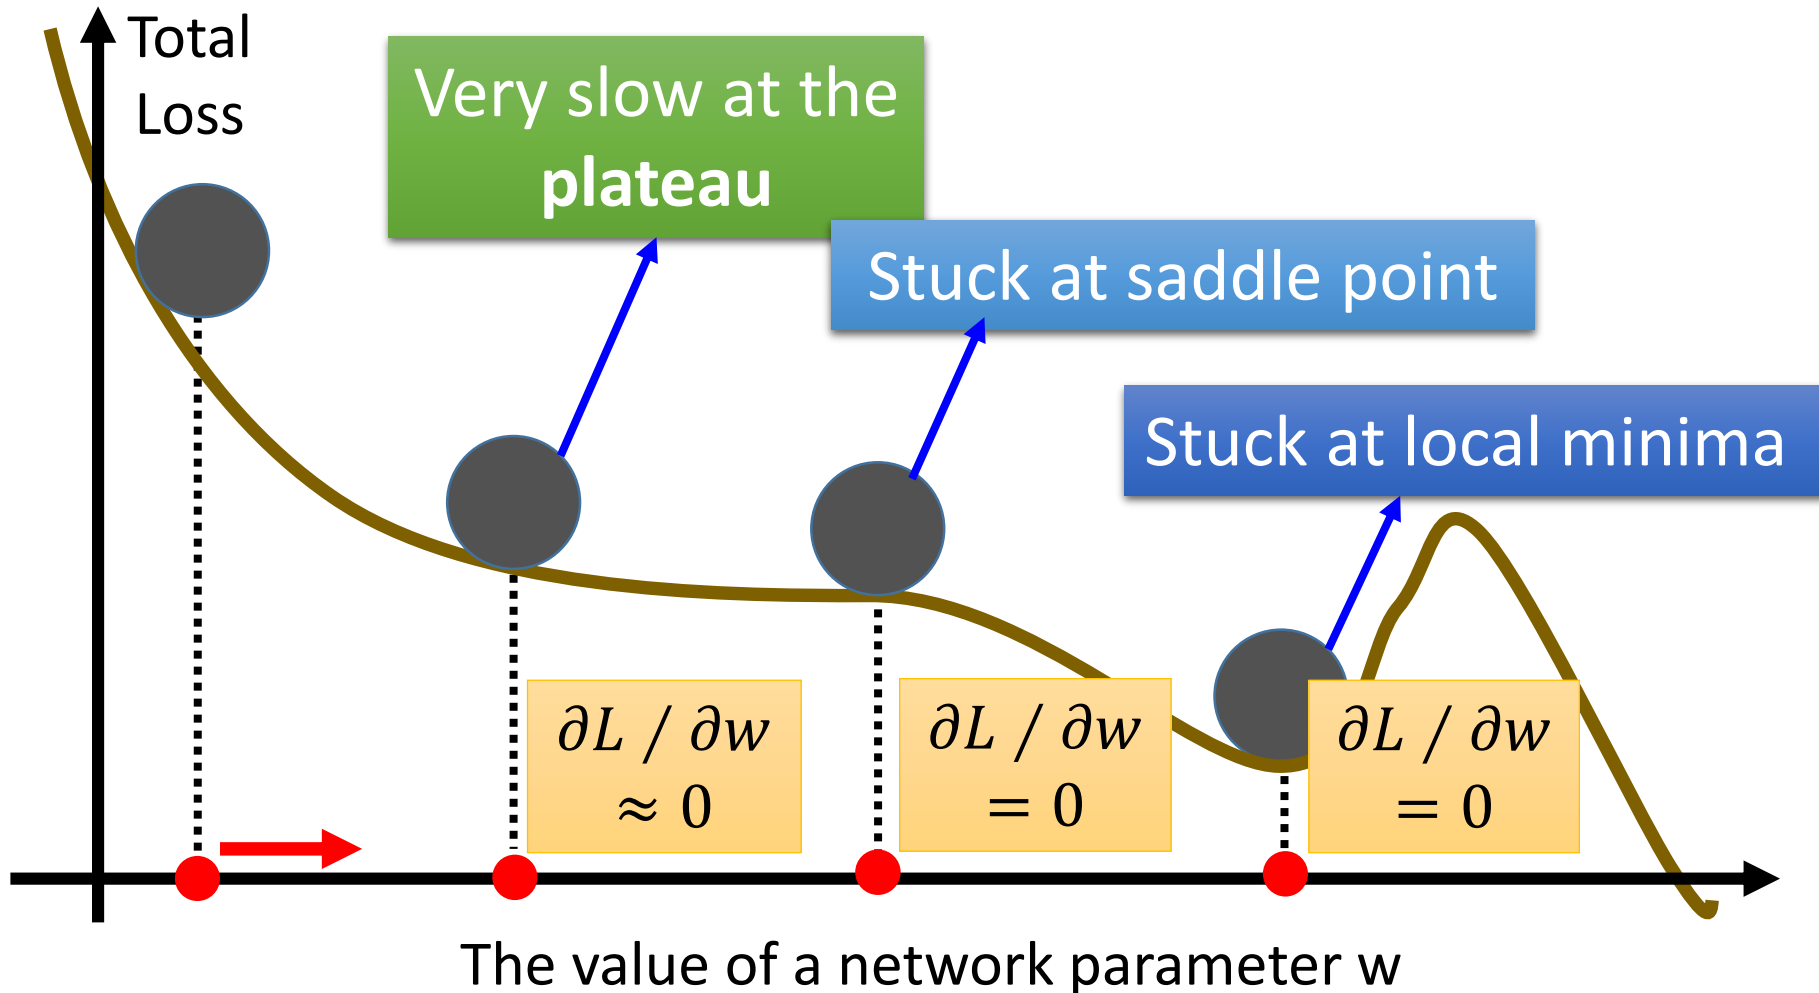 Total
Loss
Very slow at the
plateau
Stuck at saddle point
Stuck at local minima
∂L / ∂w
≈ 0
∂L / ∂w
= 0
∂L / ∂w
= 0
The value of a network parameter w